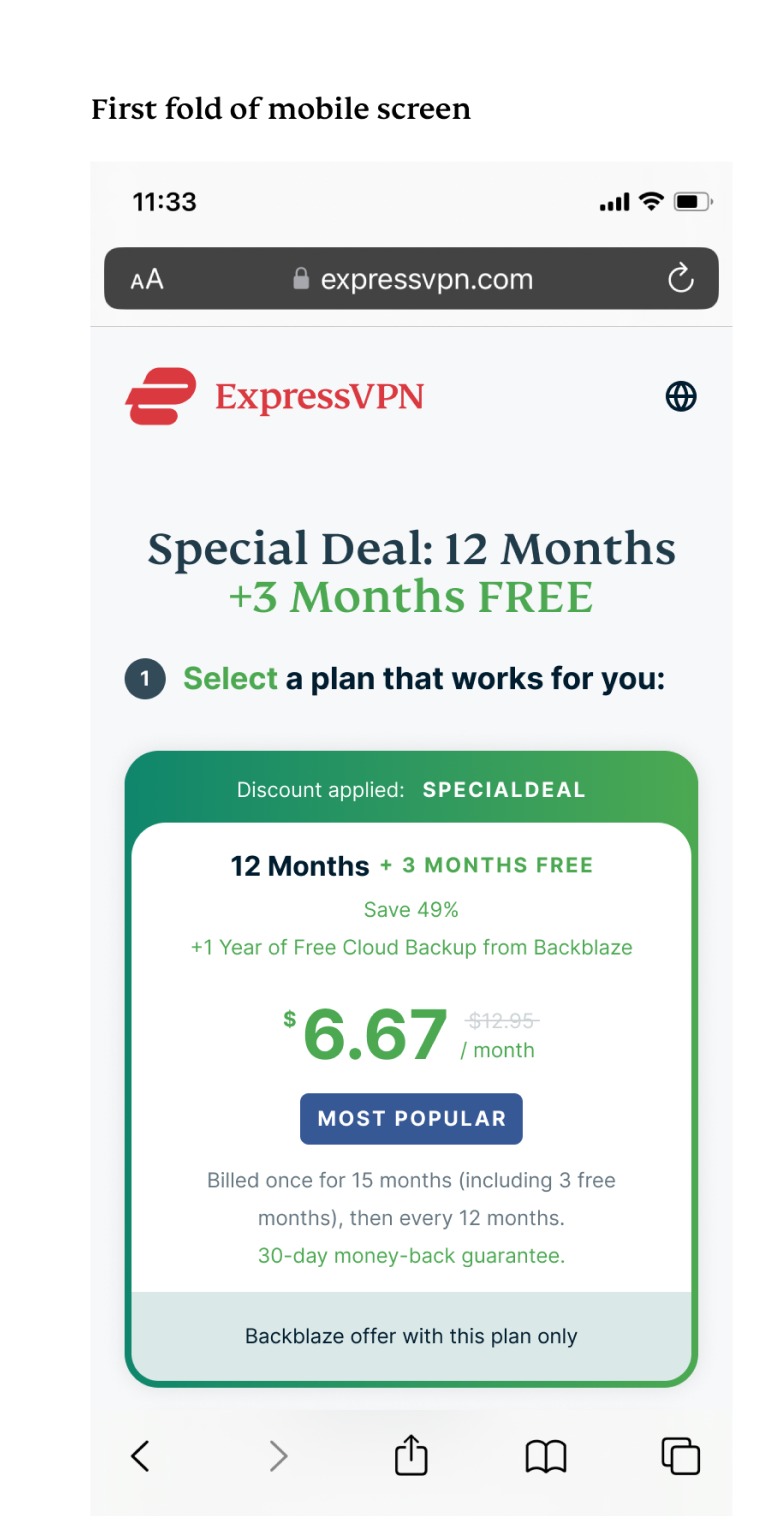 First fold of mobile screen
11:33
AA expressvpn.com
ExpressVPN
Special Deal: 12 Months
+3 Months FREE
1 Select a plan that works for you:
Discount applied: SPECIALDEAL
12 Months + 3 MONTHS FREE
Save 49%
+1 Year of Free Cloud Backup from Backblaze
$6.67 $12.95
/ month
MOST POPULAR
Billed once for 15 months (including 3 free
months), then every 12 months.
30-day money-back guarantee.
Backblaze offer with this plan only